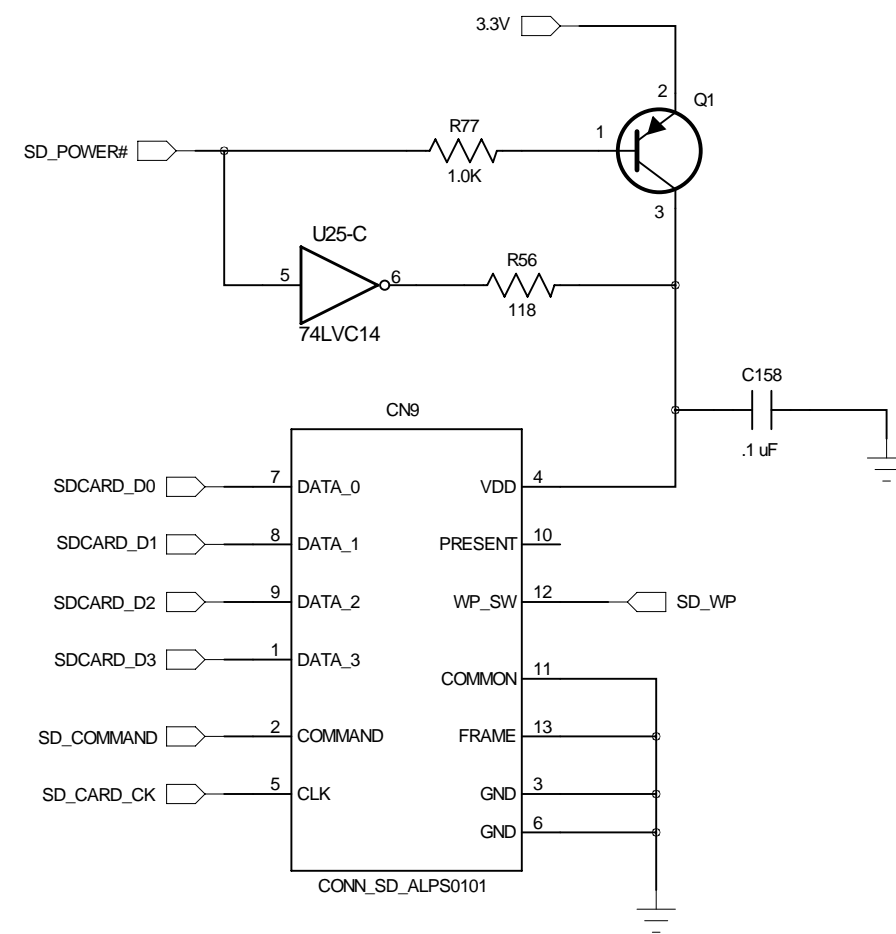 3.3V
2
Q1
R77
1
SD_POWER#
1.0K
3
U25-C
5
6
R56
118
74LVC14
C158
.1 uF
CN9
SDCARD_D0
7
DATA_0
VDD
4
SDCARD_D1
8
DATA_1
PRESENT
10
SDCARD_D2
9
DATA_2
WP_SW
12
SD_WP
SDCARD_D3
1
DATA_3
COMMON
11
SD_COMMAND
2
COMMAND
FRAME
13
SD_CARD_CK
5
CLK
GND
3
GND
6
CONN_SD_ALPS0101